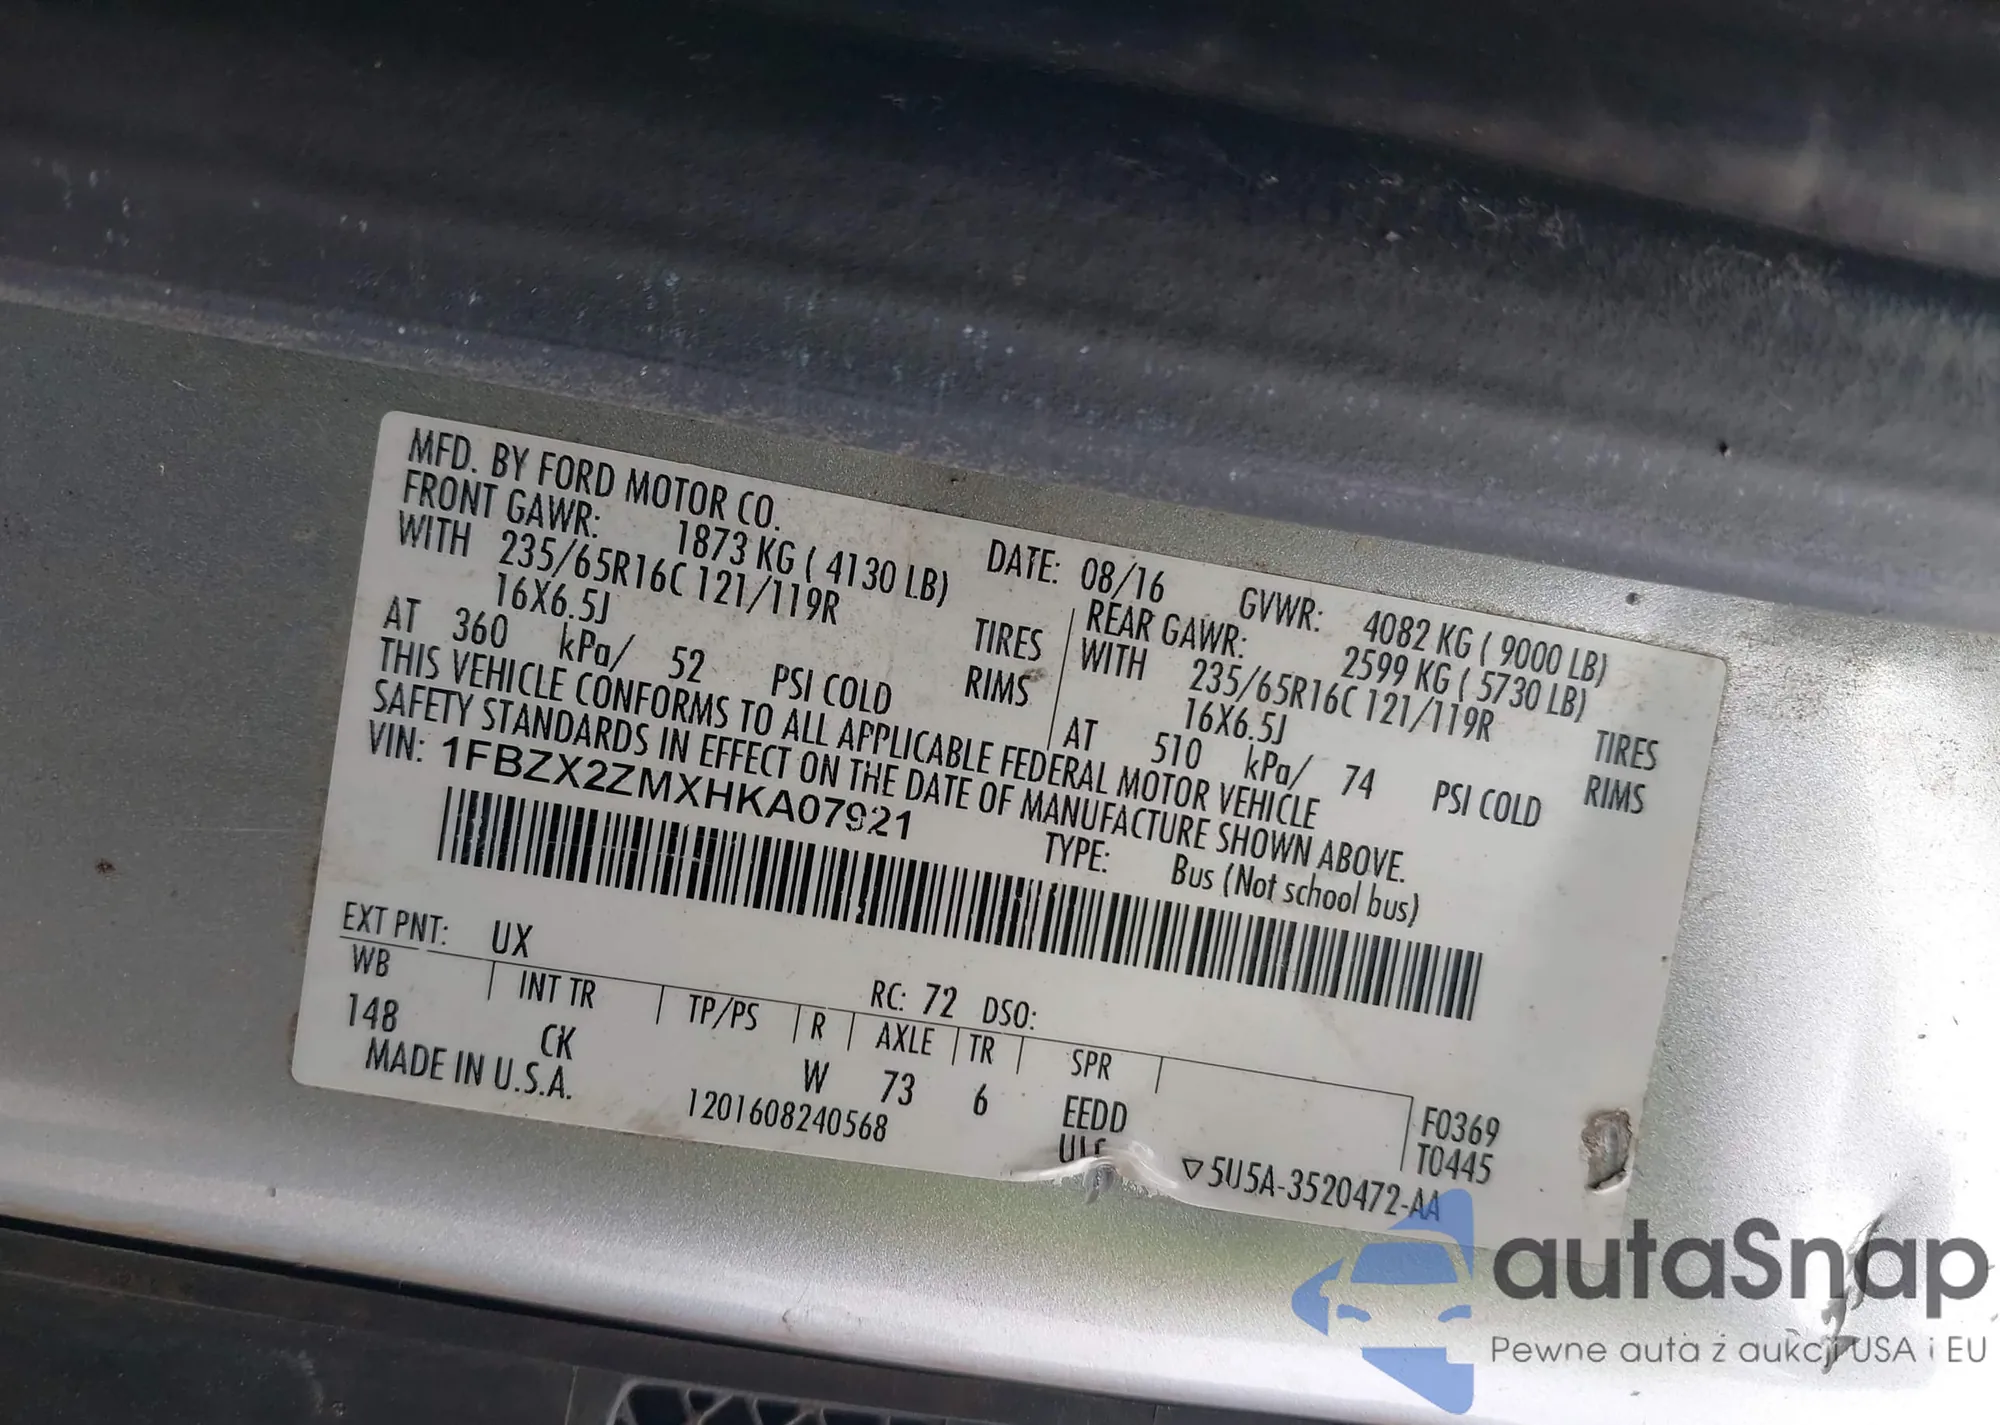 MFD. BY FORD MOTOR CO. DATE: 08/16 GVWR: 4082 KG ( 9000 LB)
FRONT GAWR: 1873 KG ( 4130 LB) REAR GAWR: 2599 KG ( 5730 LB)
WITH 235/65R16C 121/119R TIRES WITH 235/65R16C 121/119R TIRES
16X6.5J RIMS 16X6.5J RIMS
AT 360 kPa/ 52 PSI COLD AT 510 kPa/ 74 PSI COLD
THIS VEHICLE CONFORMS TO ALL APPLICABLE FEDERAL MOTOR VEHICLE
SAFETY STANDARDS IN EFFECT ON THE DATE OF MANUFACTURE SHOWN ABOVE.
VIN: 1FBZX2ZMXHKA07921 TYPE: Bus (Not school bus)
EXT PNT: UX RC: 72 DSO:
WB INT TR TP/PS R AXLE TR SPR
148 CK W 73 6 EEDD F0369
T0445
MADE IN U.S.A. 1201608240568 ▽5U5A-3520472-AA
autaSnap
Pewne auta z aukcji USA i EU